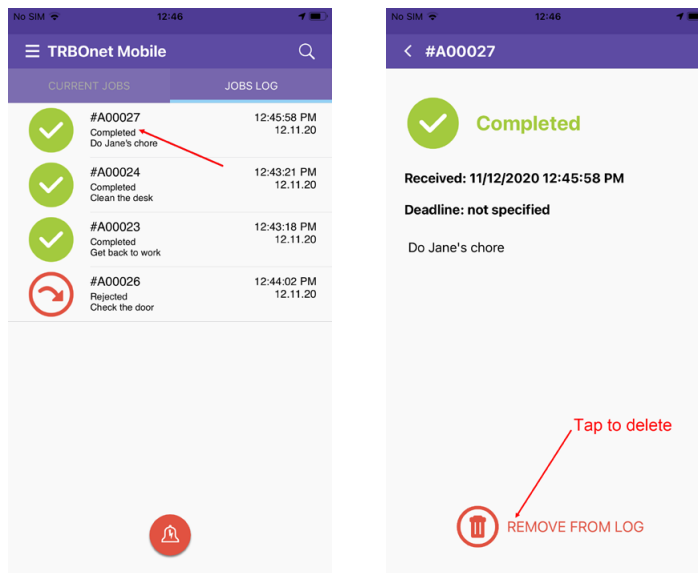 No SIM 12:46
TRBOnet Mobile
CURRENT JOBS JOBS LOG
#A00027 12:45:58 PM
Completed 12.11.20
Do Jane's chore
#A00024 12:43:21 PM
Completed 12.11.20
Clean the desk
#A00023 12:43:18 PM
Completed 12.11.20
Get back to work
#A00026 12:44:02 PM
Rejected 12.11.20
Check the door
No SIM 12:46
#A00027
Completed
Received: 11/12/2020 12:45:58 PM
Deadline: not specified
Do Jane's chore
Tap to delete
REMOVE FROM LOG